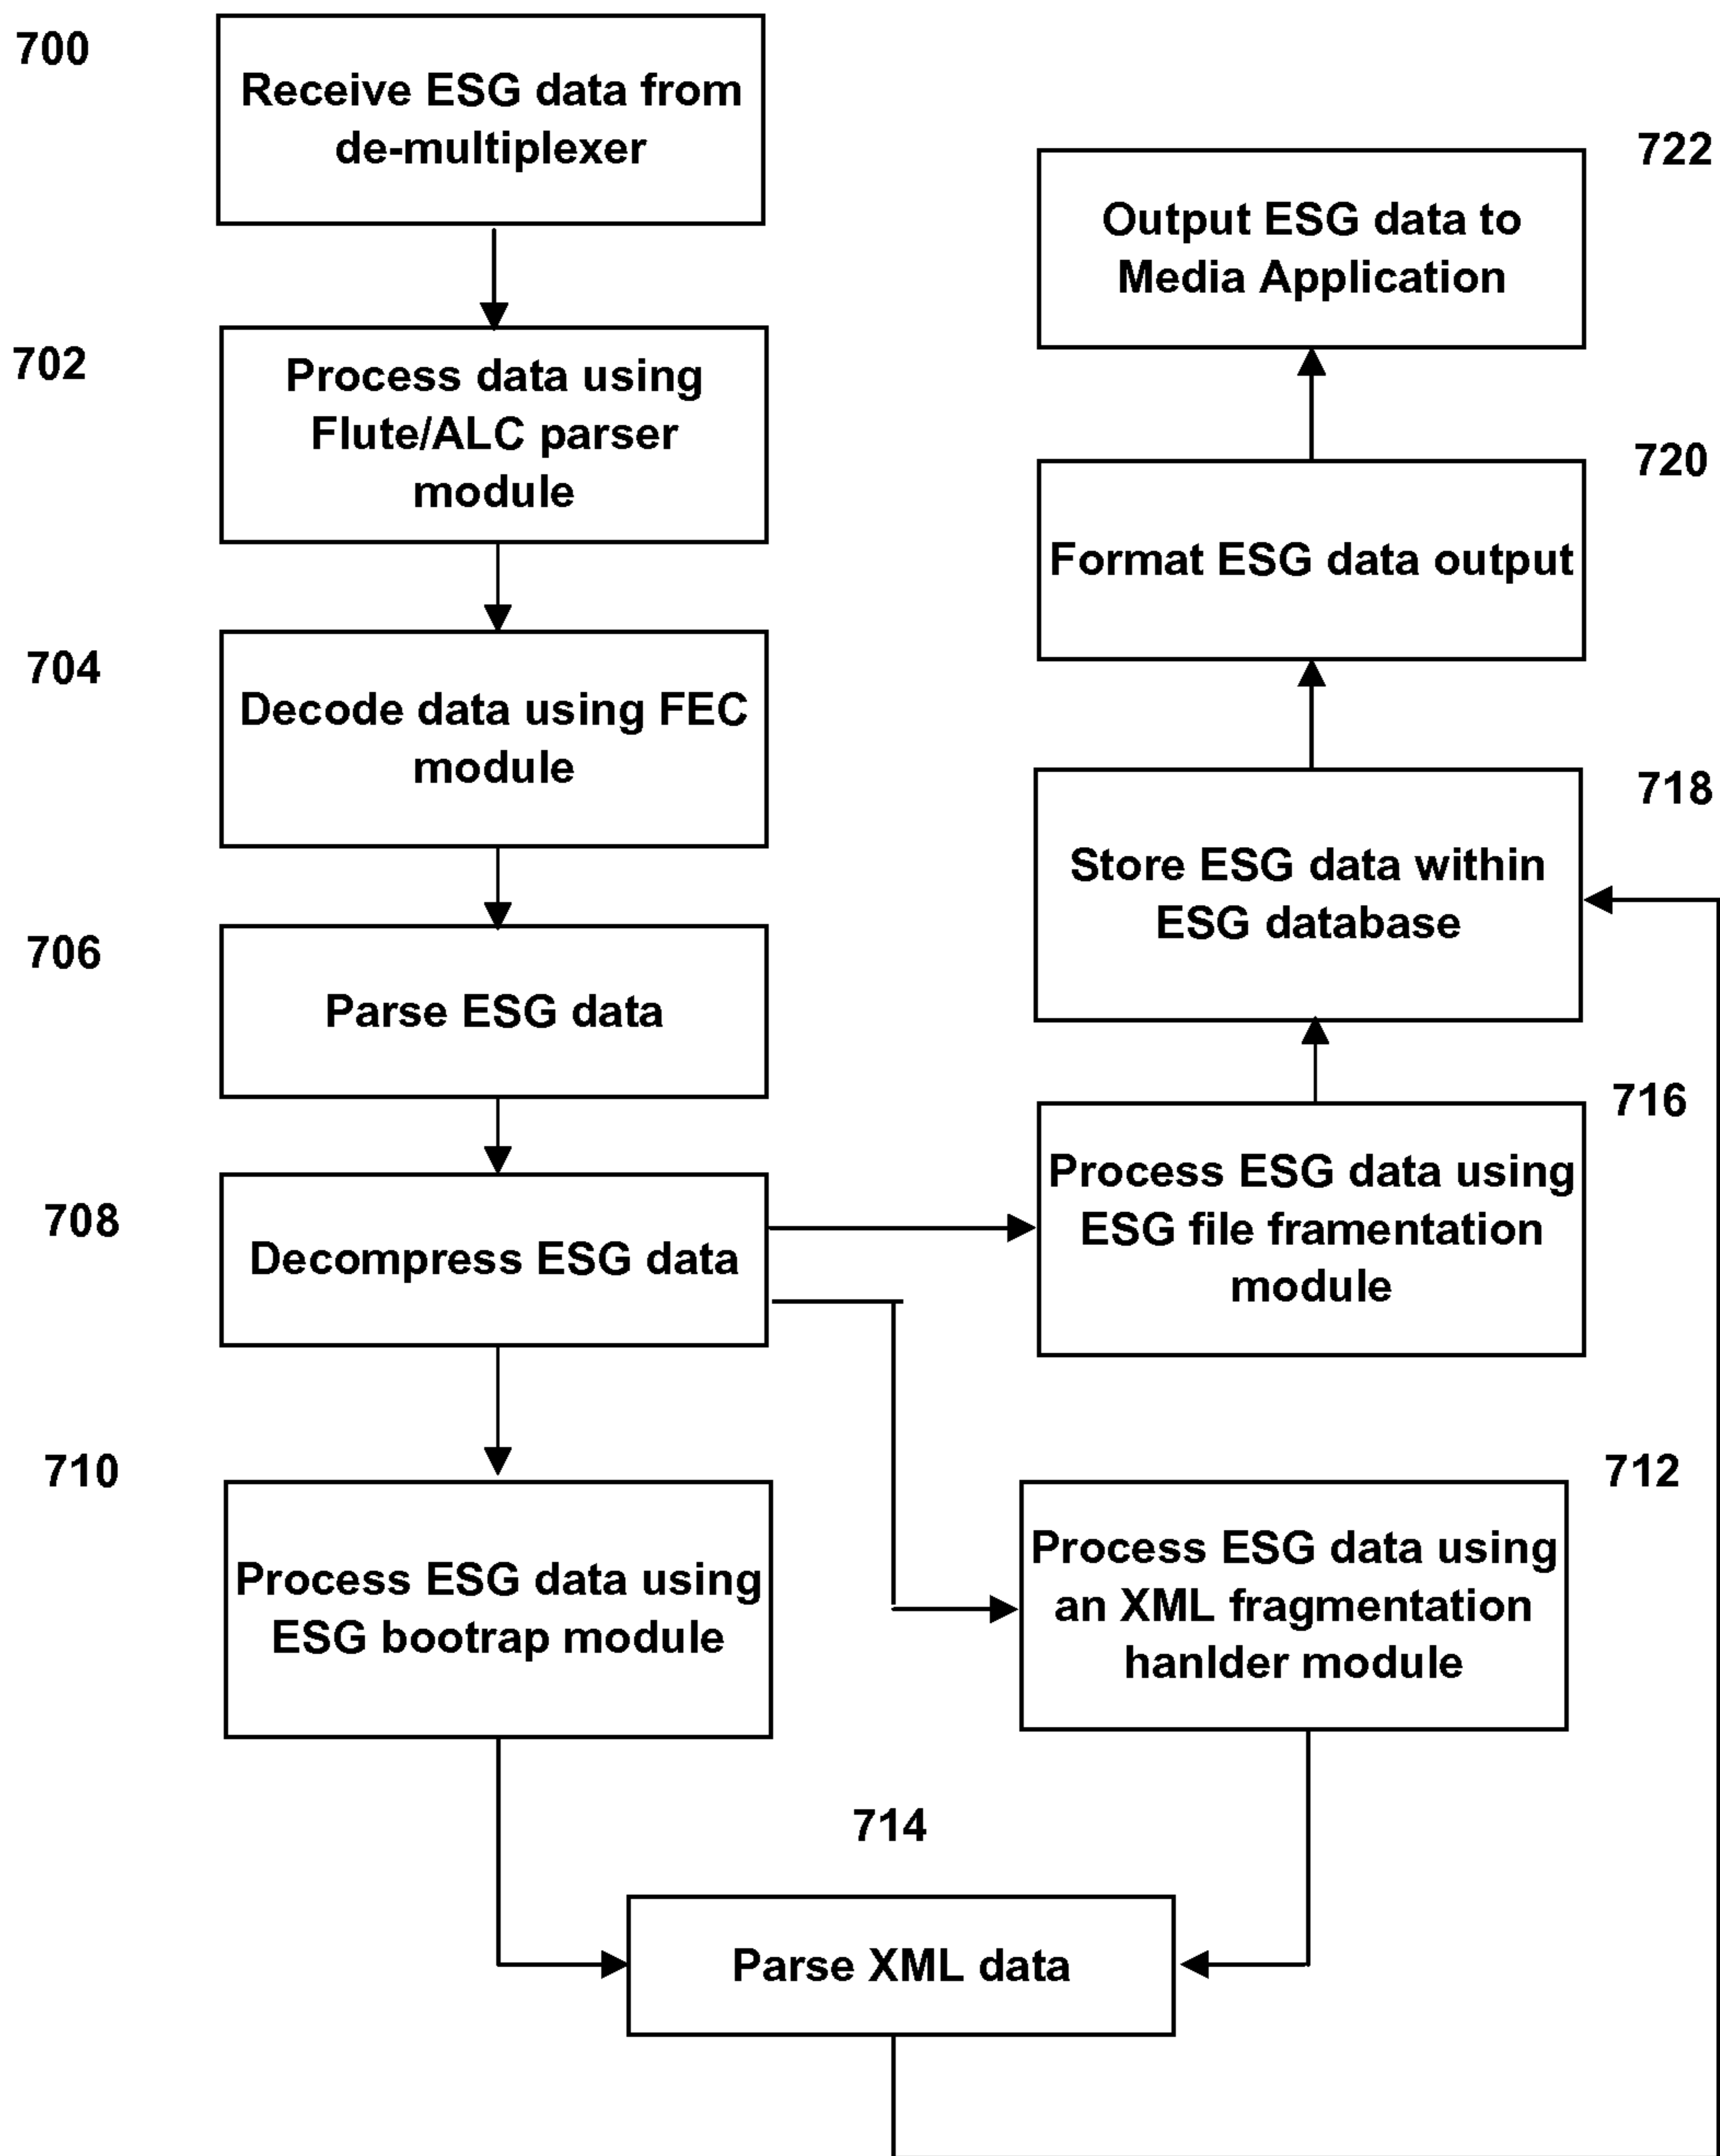 700
Receive ESG data from
de-multiplexer
702
Process data using
Flute/ALC parser
module
704
Decode data using FEC
module
706
Parse ESG data
708
Decompress ESG data
710
Process ESG data using
ESG bootrap module
712
Process ESG data using
an XML fragmentation
hanlder module
714
Parse XML data
716
Process ESG data using
ESG file framentation
module
718
Store ESG data within
ESG database
720
Format ESG data output
722
Output ESG data to
Media Application